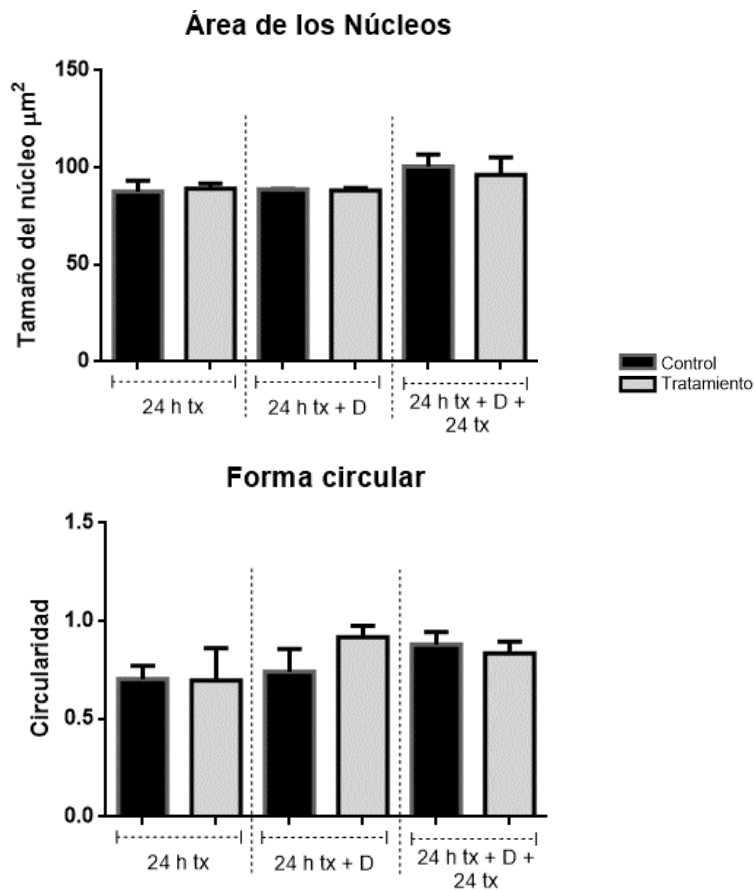 Área de los Núcleos
Tamaño del núcleo μm²
150
100
50
0
24 h tx
24 h tx + D
24 h tx + D +
24 tx
Control
Tratamiento
Forma circular
Circularidad
1.5
1.0
0.5
0.0
24 h tx
24 h tx + D
24 h tx + D +
24 tx